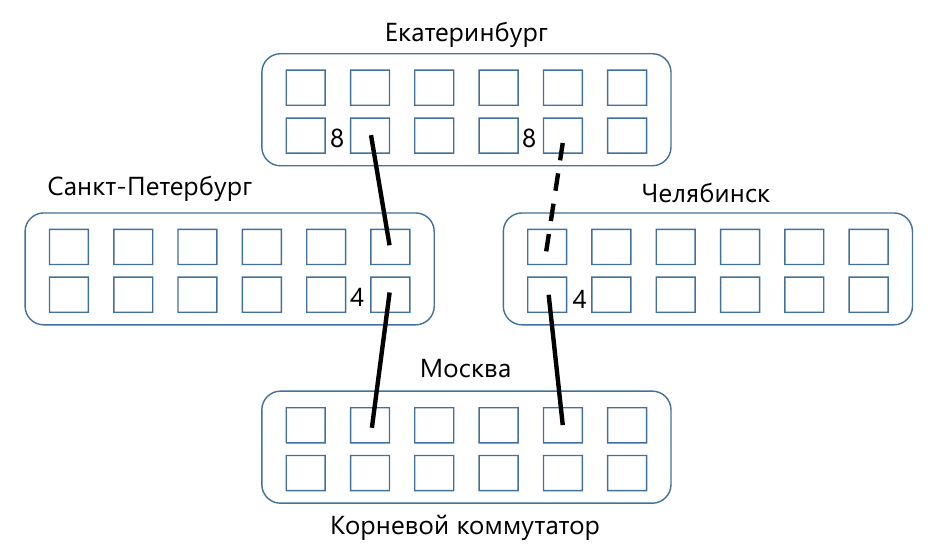 Екатеринбург
8
8
Санкт-Петербург
Челябинск
4
4
Москва
Корневой коммутатор